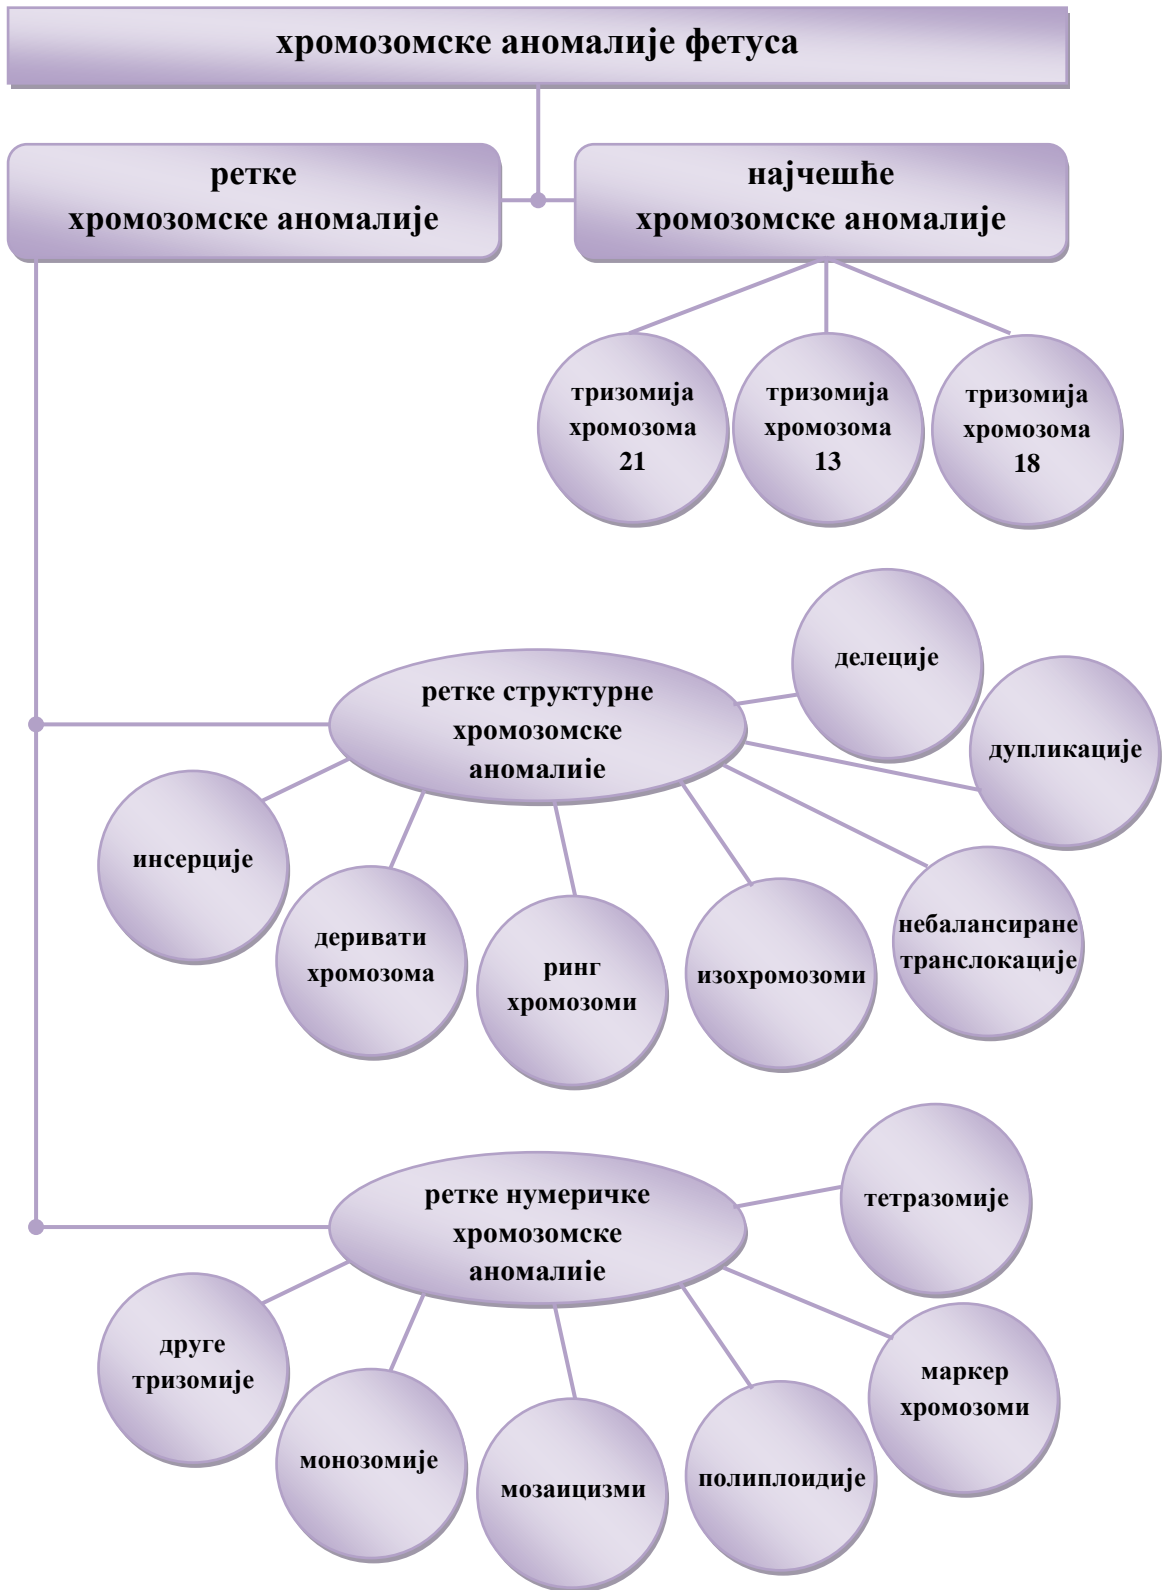 хромозомске аномалије фетуса
ретке
хромозомске аномалије
најчешће
хромозомске аномалије
тризомија
хромозома
21
тризомија
хромозома
13
тризомија
хромозома
18
ретке структурне
хромозомске
аномалије
делеције
дупликације
инсерције
деривати
хромозома
ринг
хромозоми
изохромозоми
небалансиране
транслокације
ретке нумеричке
хромозомске
аномалије
тетразомије
друге
тризомије
монозомије
мозаицизми
полиплоидије
маркер
хромозоми